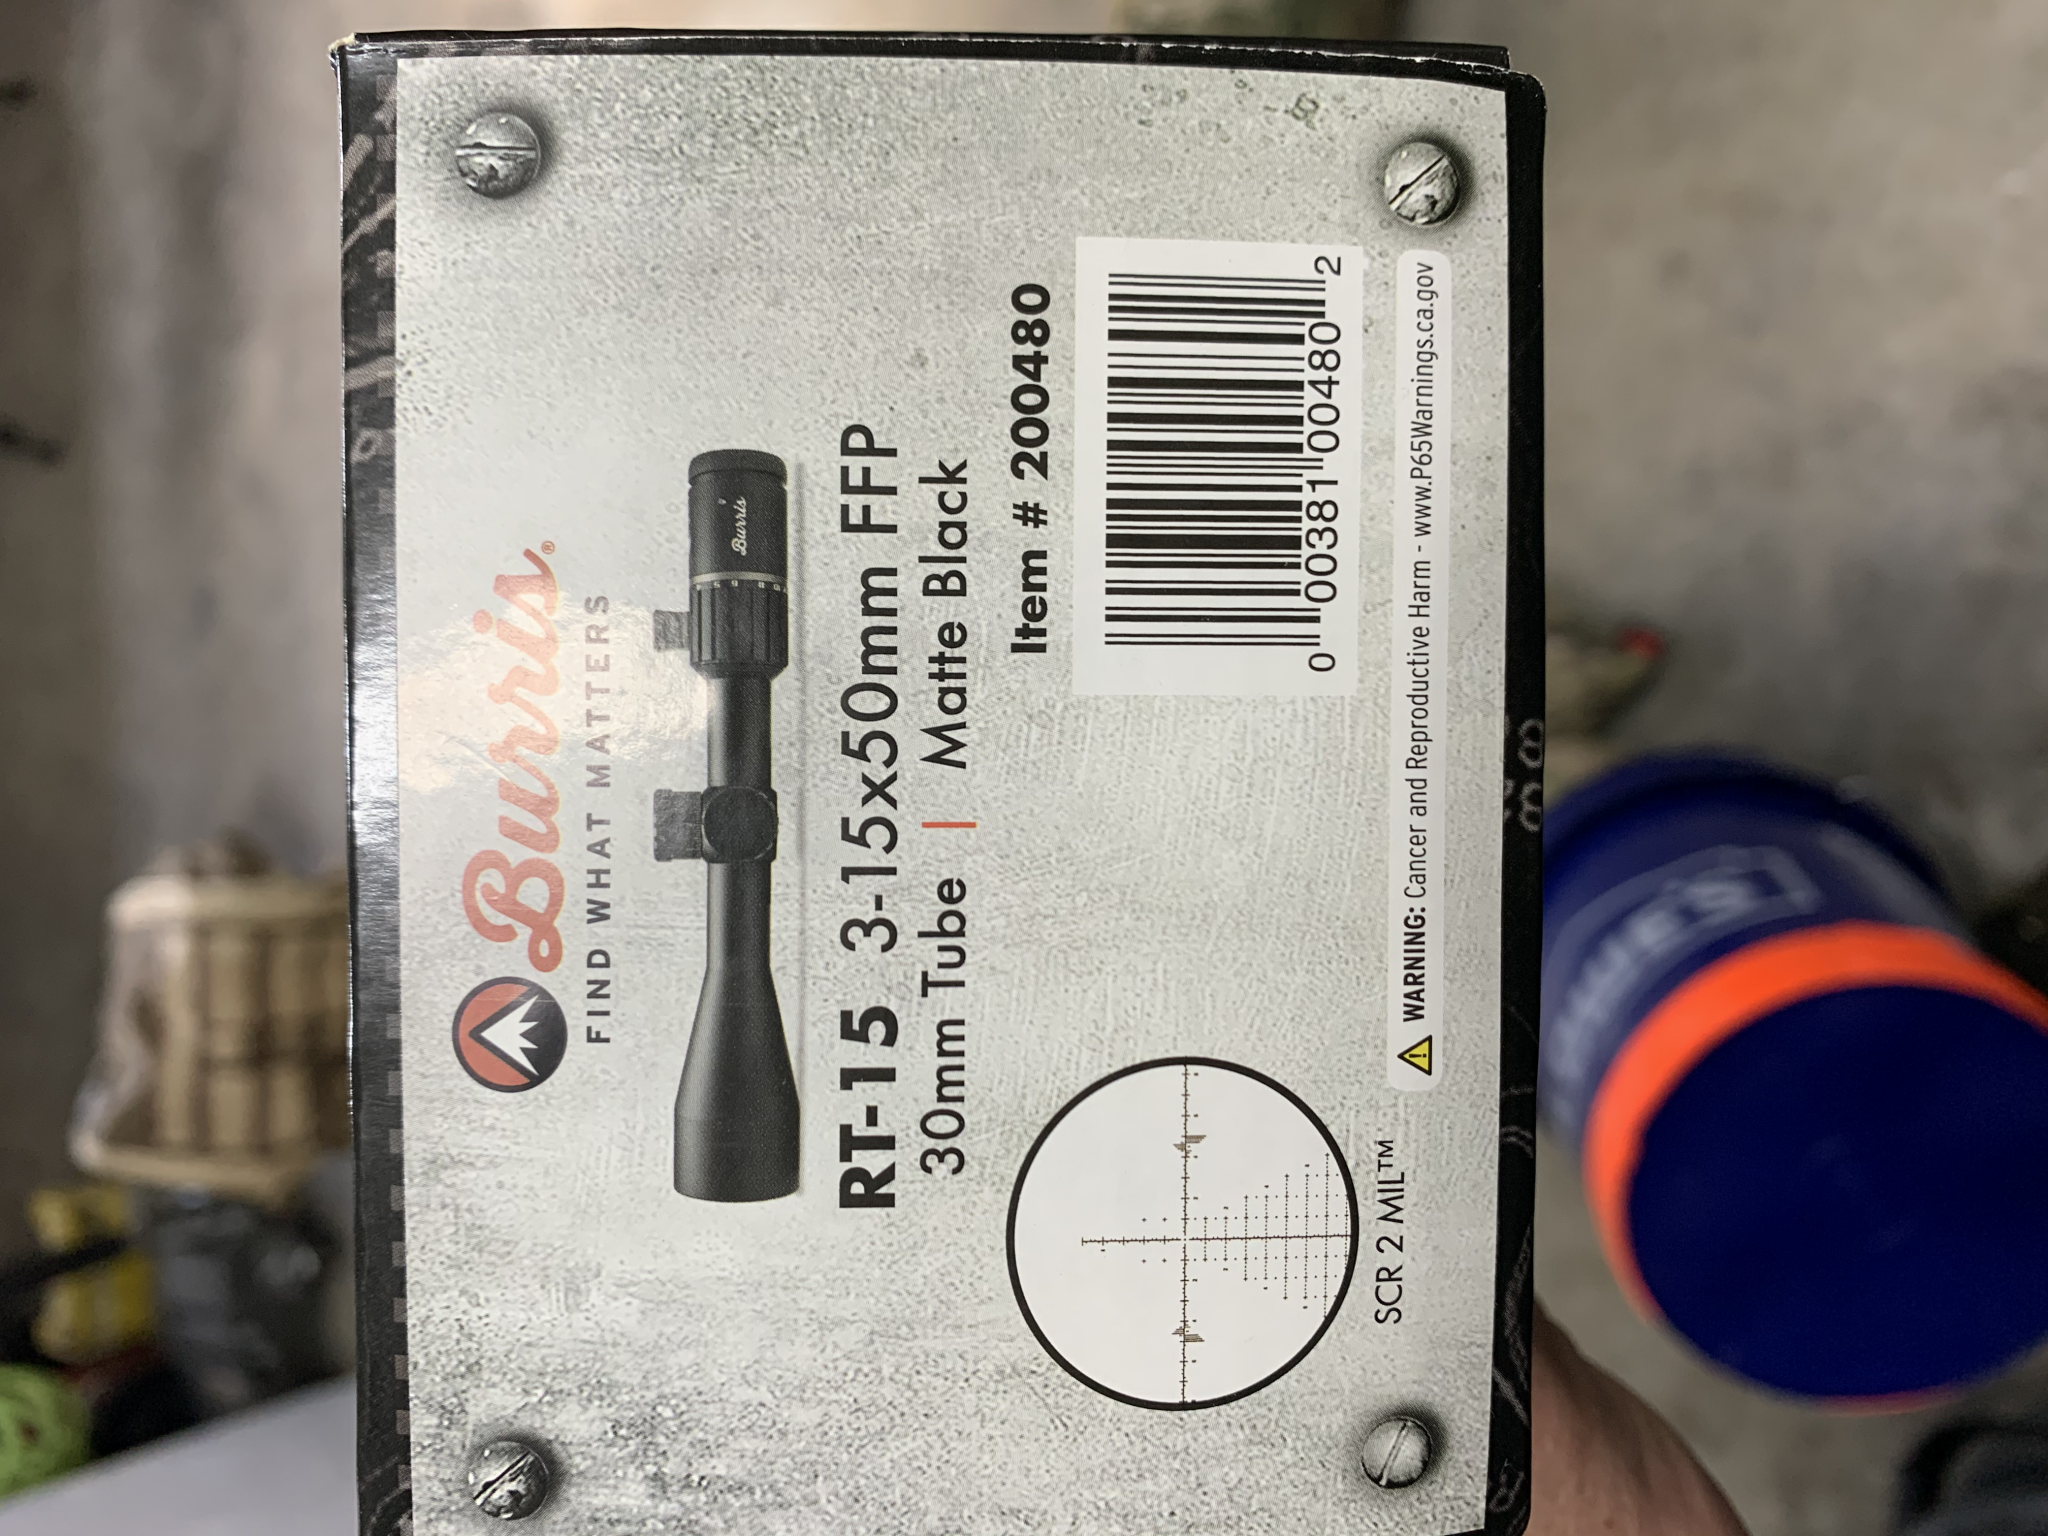 Burris®
FIND WHAT MATTERS
Burris
RT-15 3-15x50mm FFP
30mm Tube | Matte Black
Item # 200480
0 00381 00480 2
SCR 2 MIL™
⚠ WARNING: Cancer and Reproductive Harm - www.P65Warnings.ca.gov
LOWE'S